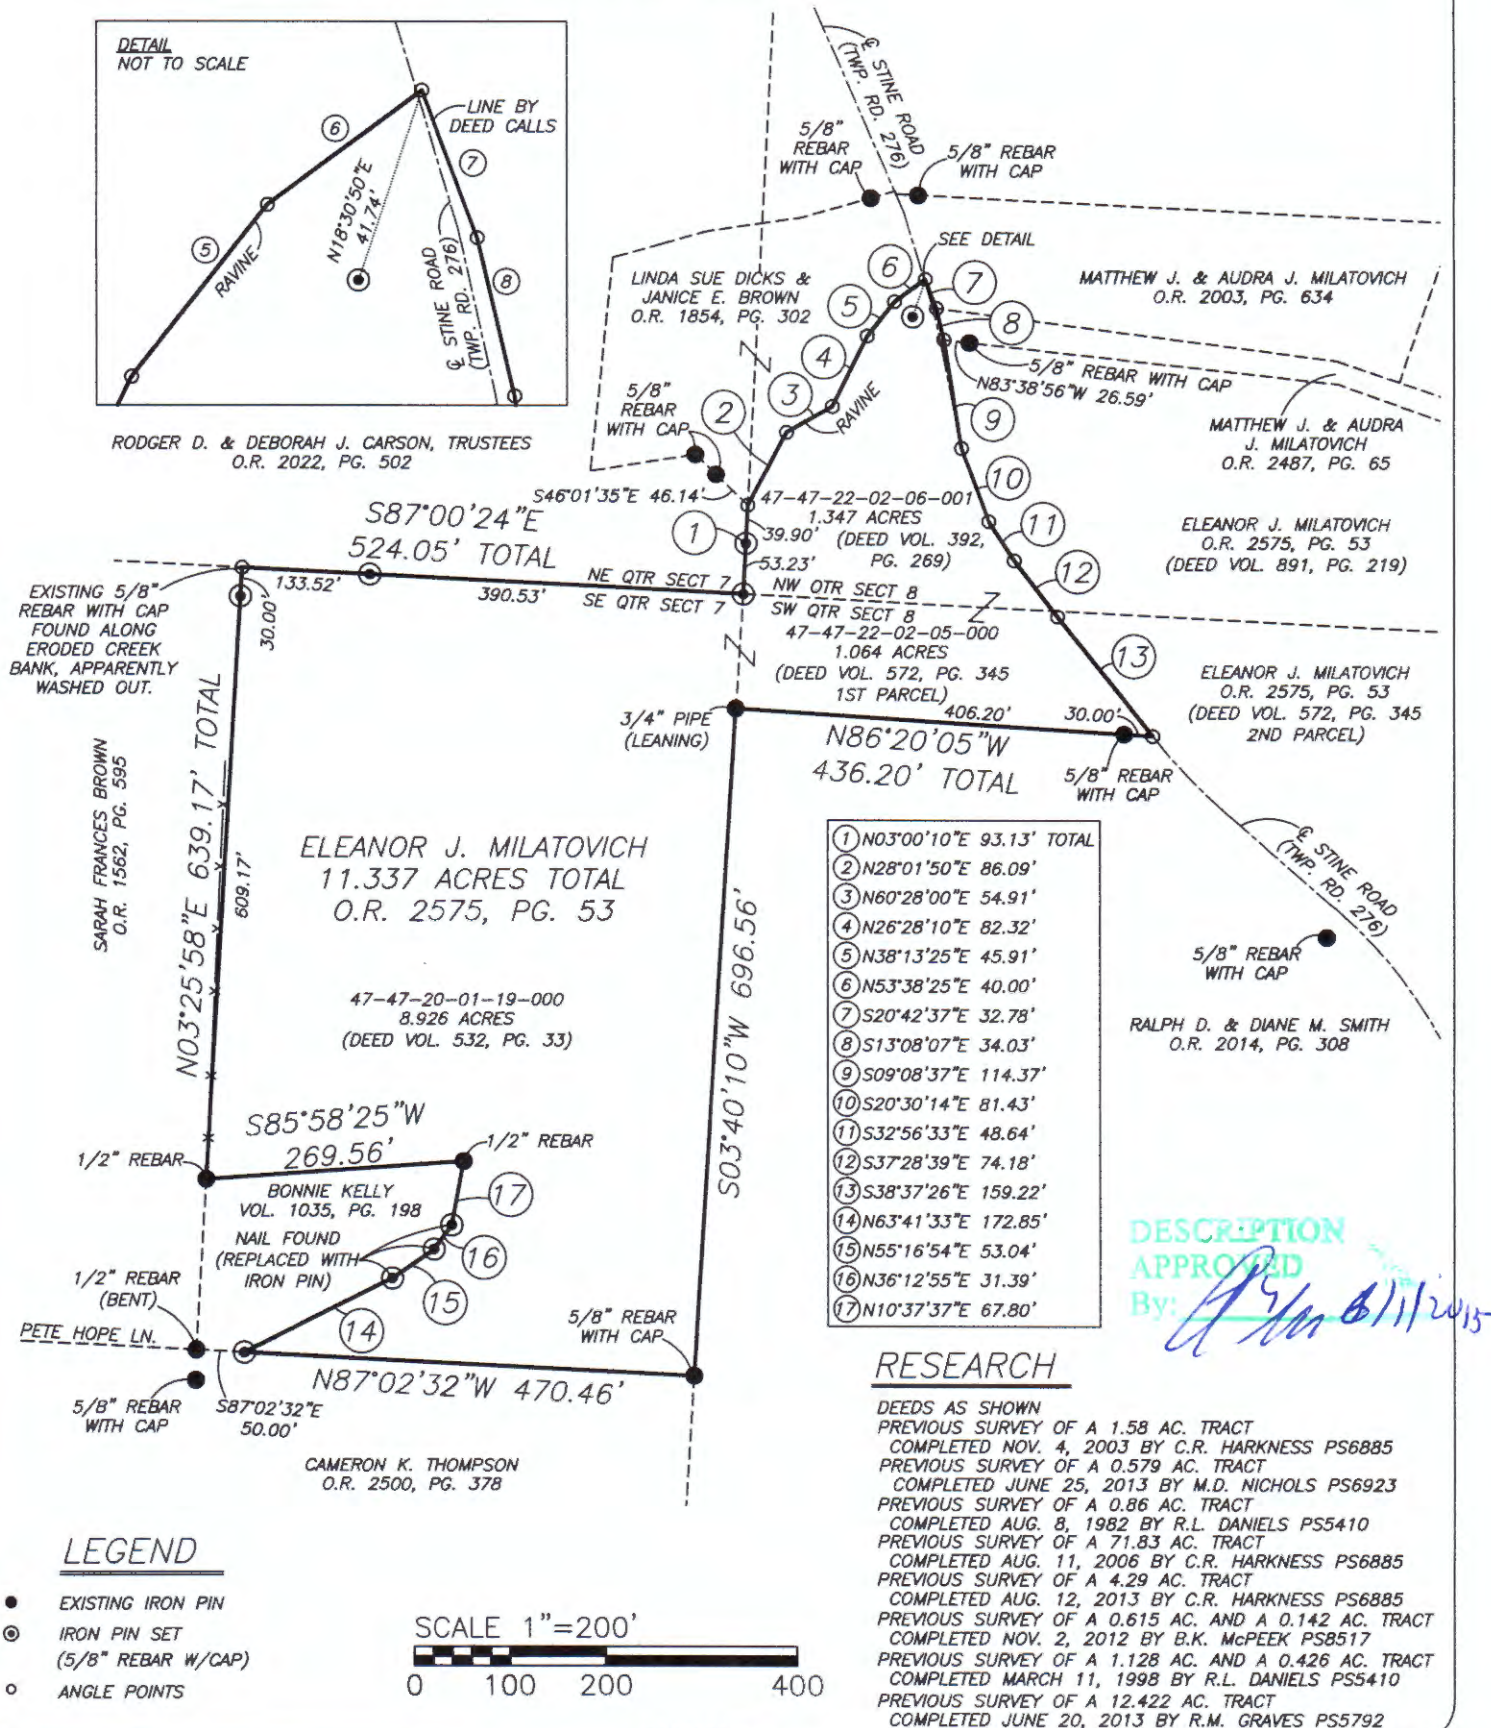 DETAIL
NOT TO SCALE
LINE BY
DEED CALLS
6
7
5
8
RAVINE
N18°30'50"E
41.74'
℄ STINE ROAD
(TWP. RD. 276)
℄ STINE ROAD
(TWP. RD. 276)
5/8"
REBAR
WITH CAP
5/8" REBAR
WITH CAP
SEE DETAIL
LINDA SUE DICKS &
JANICE E. BROWN
O.R. 1854, PG. 302
MATTHEW J. & AUDRA J. MILATOVICH
O.R. 2003, PG. 634
6
7
5
8
4
3
2
RAVINE
5/8" REBAR WITH CAP
N83°38'56"W 26.59'
5/8"
REBAR
WITH CAP
9
MATTHEW J. & AUDRA
J. MILATOVICH
O.R. 2487, PG. 65
RODGER D. & DEBORAH J. CARSON, TRUSTEES
O.R. 2022, PG. 502
10
S46°01'35"E 46.14'
47-47-22-02-06-001
1.347 ACRES
(DEED VOL. 392,
PG. 269)
S87°00'24"E
524.05' TOTAL
1
39.90'
53.23'
11
12
ELEANOR J. MILATOVICH
O.R. 2575, PG. 53
(DEED VOL. 891, PG. 219)
EXISTING 5/8"
REBAR WITH CAP
FOUND ALONG
ERODED CREEK
BANK, APPARENTLY
WASHED OUT.
133.52'
390.53'
30.00'
NE QTR SECT 7
SE QTR SECT 7
NW QTR SECT 8
SW QTR SECT 8
47-47-22-02-05-000
1.064 ACRES
(DEED VOL. 572, PG. 345
1ST PARCEL)
13
ELEANOR J. MILATOVICH
O.R. 2575, PG. 53
(DEED VOL. 572, PG. 345
2ND PARCEL)
3/4" PIPE
(LEANING)
406.20'
30.00'
N86°20'05"W
436.20' TOTAL
5/8" REBAR
WITH CAP
SARAH FRANCES BROWN
O.R. 1562, PG. 595
N03°25'58"E 639.17' TOTAL
609.17'
ELEANOR J. MILATOVICH
11.337 ACRES TOTAL
O.R. 2575, PG. 53
47-47-20-01-19-000
8.926 ACRES
(DEED VOL. 532, PG. 33)
S03°40'10"W 696.56'
℄ STINE ROAD
(TWP. RD. 276)
5/8" REBAR
WITH CAP
RALPH D. & DIANE M. SMITH
O.R. 2014, PG. 308
1 N03°00'10"E 93.13' TOTAL
2 N28°01'50"E 86.09'
3 N60°28'00"E 54.91'
4 N26°28'10"E 82.32'
5 N38°13'25"E 45.91'
6 N53°38'25"E 40.00'
7 S20°42'37"E 32.78'
8 S13°08'07"E 34.03'
9 S09°08'37"E 114.37'
10 S20°30'14"E 81.43'
11 S32°56'33"E 48.64'
12 S37°28'39"E 74.18'
13 S38°37'26"E 159.22'
14 N63°41'33"E 172.85'
15 N55°16'54"E 53.04'
16 N36°12'55"E 31.39'
17 N10°37'37"E 67.80'
S85°58'25"W
269.56'
1/2" REBAR
1/2" REBAR
BONNIE KELLY
VOL. 1035, PG. 198
17
NAIL FOUND
(REPLACED WITH
IRON PIN)
16
15
14
1/2" REBAR
(BENT)
PETE HOPE LN.
5/8" REBAR
WITH CAP
5/8" REBAR
WITH CAP
S87°02'32"E
50.00'
N87°02'32"W 470.46'
CAMERON K. THOMPSON
O.R. 2500, PG. 378
DESCRIPTION
APPROVED
By:
RESEARCH
DEEDS AS SHOWN
PREVIOUS SURVEY OF A 1.58 AC. TRACT
COMPLETED NOV. 4, 2003 BY C.R. HARKNESS PS6885
PREVIOUS SURVEY OF A 0.579 AC. TRACT
COMPLETED JUNE 25, 2013 BY M.D. NICHOLS PS6923
PREVIOUS SURVEY OF A 0.86 AC. TRACT
COMPLETED AUG. 8, 1982 BY R.L. DANIELS PS5410
PREVIOUS SURVEY OF A 71.83 AC. TRACT
COMPLETED AUG. 11, 2006 BY C.R. HARKNESS PS6885
PREVIOUS SURVEY OF A 4.29 AC. TRACT
COMPLETED AUG. 12, 2013 BY C.R. HARKNESS PS6885
PREVIOUS SURVEY OF A 0.615 AC. AND A 0.142 AC. TRACT
COMPLETED NOV. 2, 2012 BY B.K. McPEEK PS8517
PREVIOUS SURVEY OF A 1.128 AC. AND A 0.426 AC. TRACT
COMPLETED MARCH 11, 1998 BY R.L. DANIELS PS5410
PREVIOUS SURVEY OF A 12.422 AC. TRACT
COMPLETED JUNE 20, 2013 BY R.M. GRAVES PS5792
LEGEND
EXISTING IRON PIN
IRON PIN SET
(5/8" REBAR W/CAP)
ANGLE POINTS
SCALE 1"=200'
0 100 200 400